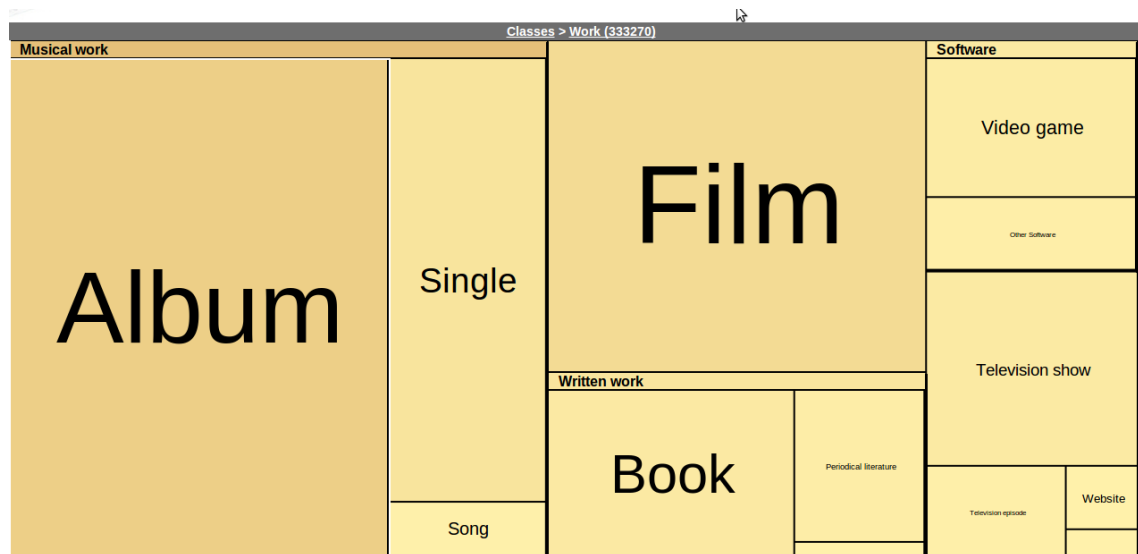 Classes > Work (333270)
Musical work
Album
Single
Song
Film
Written work
Book
Periodical literature
Software
Video game
Other Software
Television show
Television episode
Website